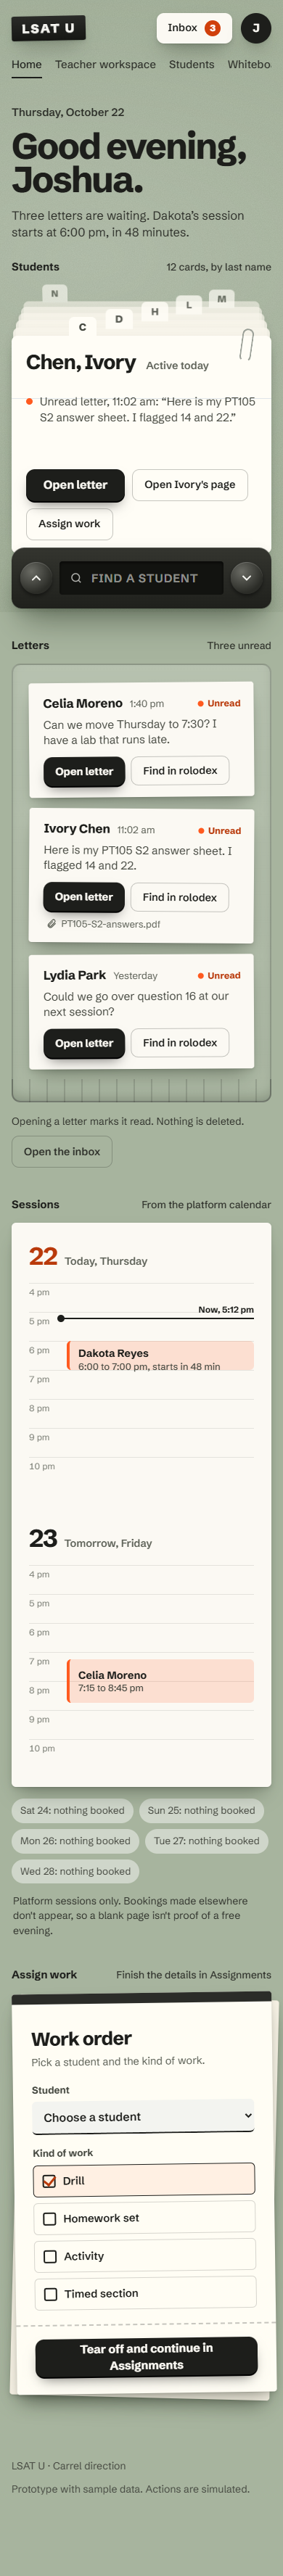 LSAT U
Inbox 3
J
Home Teacher workspace Students Whitebo
Thursday, October 22
Good evening,
Joshua.
Three letters are waiting. Dakota's session
starts at 6:00 pm, in 48 minutes.
Students 12 cards, by last name
N
M
L
H
D
C
Chen, Ivory Active today
Unread letter, 11:02 am: “Here is my PT105
S2 answer sheet. I flagged 14 and 22.”
Open letter
Open Ivory's page
Assign work
FIND A STUDENT
Letters Three unread
Celia Moreno 1:40 pm Unread
Can we move Thursday to 7:30? I
have a lab that runs late.
Open letter Find in rolodex
Ivory Chen 11:02 am Unread
Here is my PT105 S2 answer sheet. I
flagged 14 and 22.
Open letter Find in rolodex
PT105-S2-answers.pdf
Lydia Park Yesterday Unread
Could we go over question 16 at our
next session?
Open letter Find in rolodex
Opening a letter marks it read. Nothing is deleted.
Open the inbox
Sessions From the platform calendar
22 Today, Thursday
4 pm
Now, 5:12 pm
5 pm
6 pm
Dakota Reyes
6:00 to 7:00 pm, starts in 48 min
7 pm
8 pm
9 pm
10 pm
23 Tomorrow, Friday
4 pm
5 pm
6 pm
7 pm
Celia Moreno
7:15 to 8:45 pm
8 pm
9 pm
10 pm
Sat 24: nothing booked Sun 25: nothing booked
Mon 26: nothing booked Tue 27: nothing booked
Wed 28: nothing booked
Platform sessions only. Bookings made elsewhere
don't appear, so a blank page isn't proof of a free
evening.
Assign work Finish the details in Assignments
Work order
Pick a student and the kind of work.
Student
Choose a student
Kind of work
Drill
Homework set
Activity
Timed section
Tear off and continue in
Assignments
LSAT U · Carrel direction
Prototype with sample data. Actions are simulated.